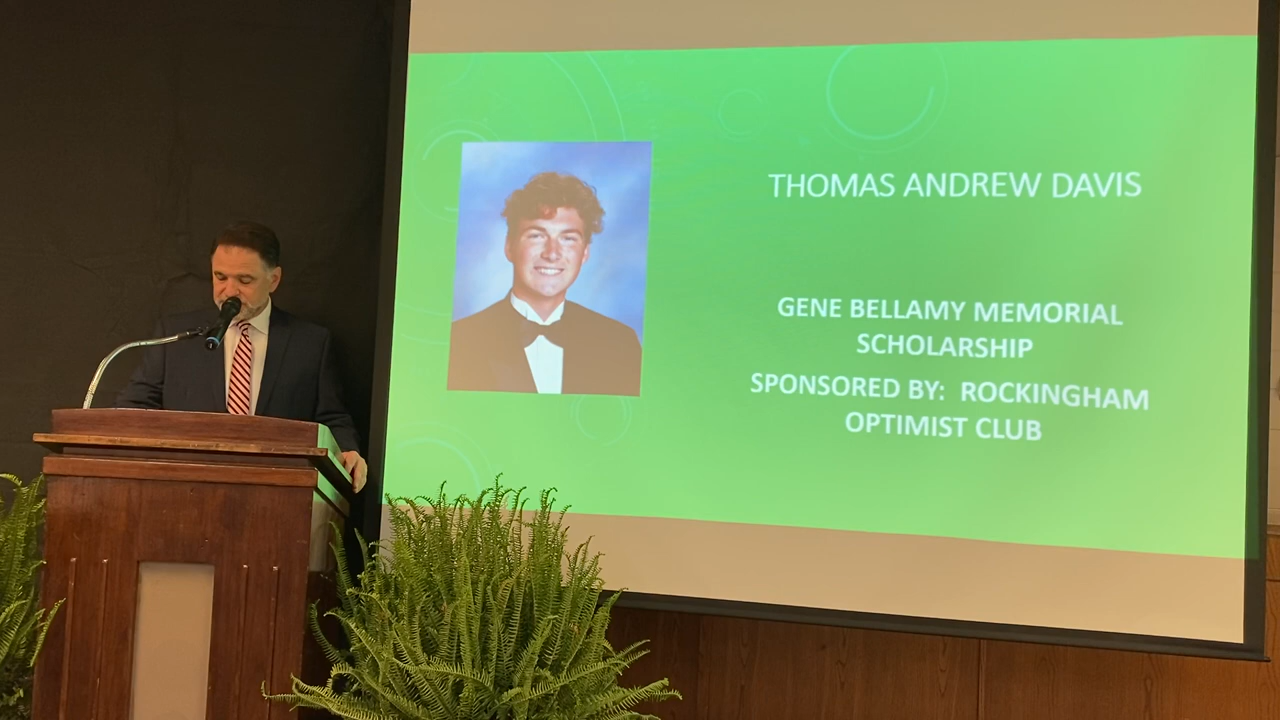 THOMAS ANDREW DAVIS
GENE BELLAMY MEMORIAL
SCHOLARSHIP
SPONSORED BY: ROCKINGHAM
OPTIMIST CLUB